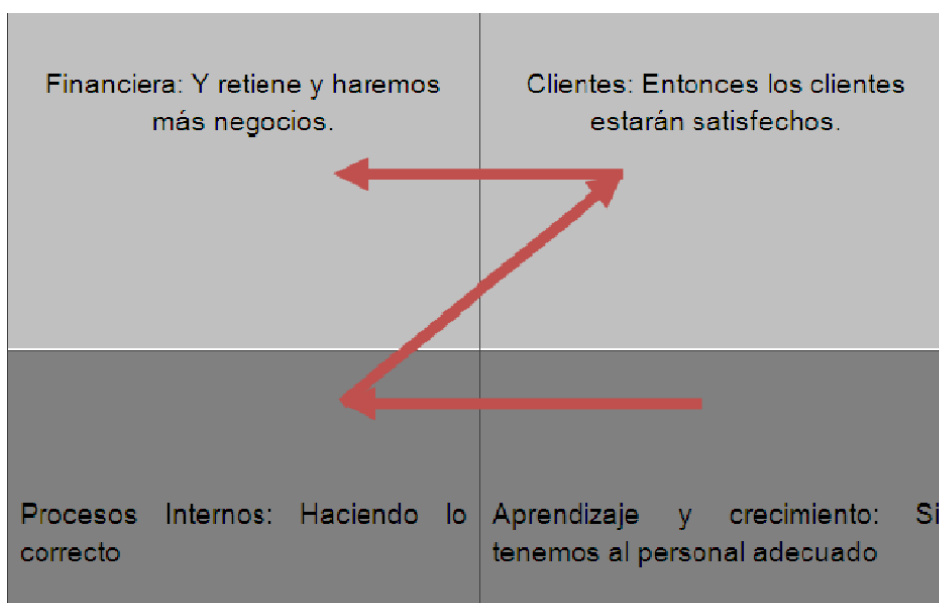 Financiera: Y retiene y haremos
más negocios.
Clientes: Entonces los clientes
estarán satisfechos.
Procesos Internos: Haciendo lo
correcto
Aprendizaje y crecimiento: Si
tenemos al personal adecuado